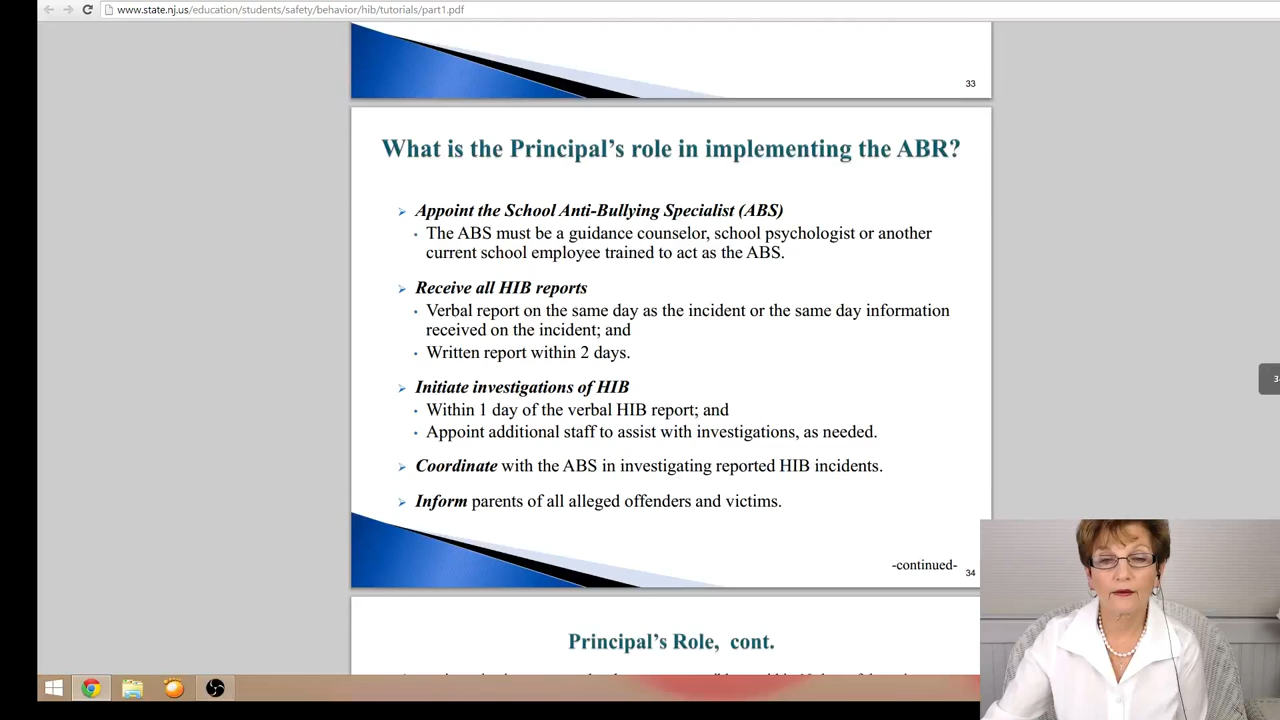 www.state.nj.us/education/students/safety/behavior/hib/tutorials/part1.pdf
33
What is the Principal's role in implementing the ABR?
Appoint the School Anti-Bullying Specialist (ABS)
The ABS must be a guidance counselor, school psychologist or another
current school employee trained to act as the ABS.
Receive all HIB reports
Verbal report on the same day as the incident or the same day information
received on the incident; and
Written report within 2 days.
Initiate investigations of HIB
Within 1 day of the verbal HIB report; and
Appoint additional staff to assist with investigations, as needed.
Coordinate with the ABS in investigating reported HIB incidents.
Inform parents of all alleged offenders and victims.
-continued-
34
Principal's Role, cont.